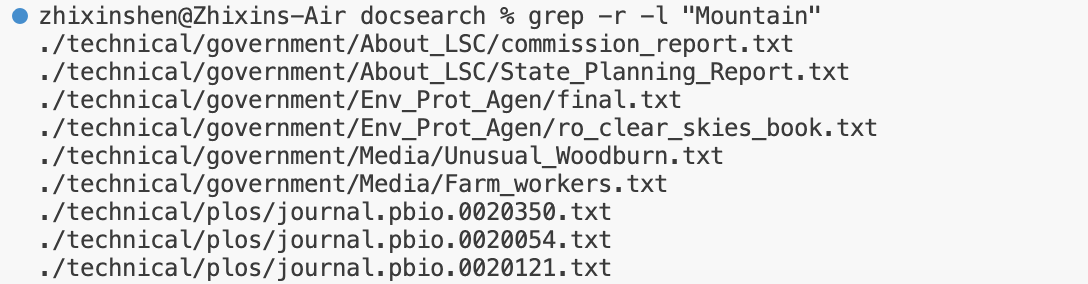 zhixinshen@Zhixins-Air docsearch % grep -r -l "Mountain"
./technical/government/About_LSC/commission_report.txt
./technical/government/About_LSC/State_Planning_Report.txt
./technical/government/Env_Prot_Agen/final.txt
./technical/government/Env_Prot_Agen/ro_clear_skies_book.txt
./technical/government/Media/Unusual_Woodburn.txt
./technical/government/Media/Farm_workers.txt
./technical/plos/journal.pbio.0020350.txt
./technical/plos/journal.pbio.0020054.txt
./technical/plos/journal.pbio.0020121.txt